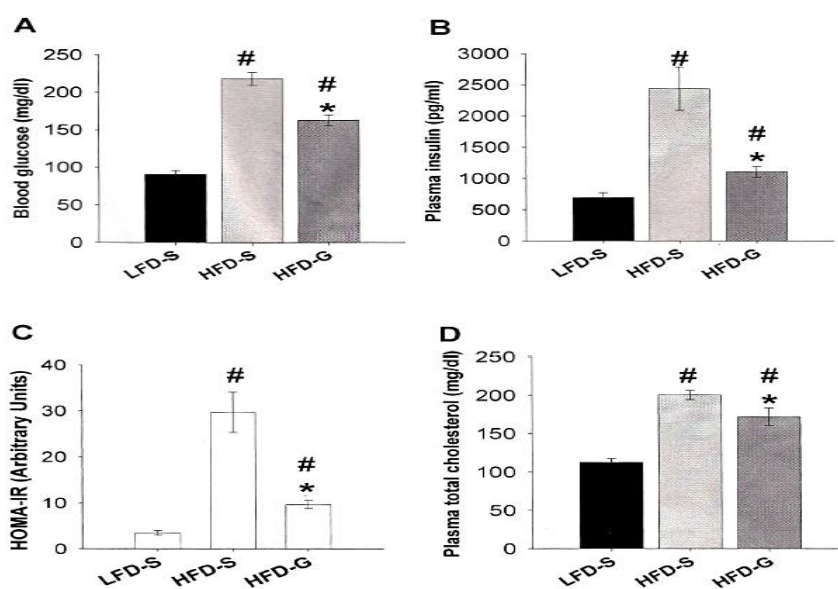 A
Blood glucose (mg/dl)
250
200
150
100
50
0
#
#
*
LFD-S
HFD-S
HFD-G
B
Plasma insulin (pg/ml)
3000
2500
2000
1500
1000
500
0
#
#
*
LFD-S
HFD-S
HFD-G
C
HOMA-IR (Arbitrary Units)
40
30
20
10
0
#
#
*
LFD-S
HFD-S
HFD-G
D
Plasma total cholesterol (mg/dl)
250
200
150
100
50
0
#
#
*
LFD-S
HFD-S
HFD-G